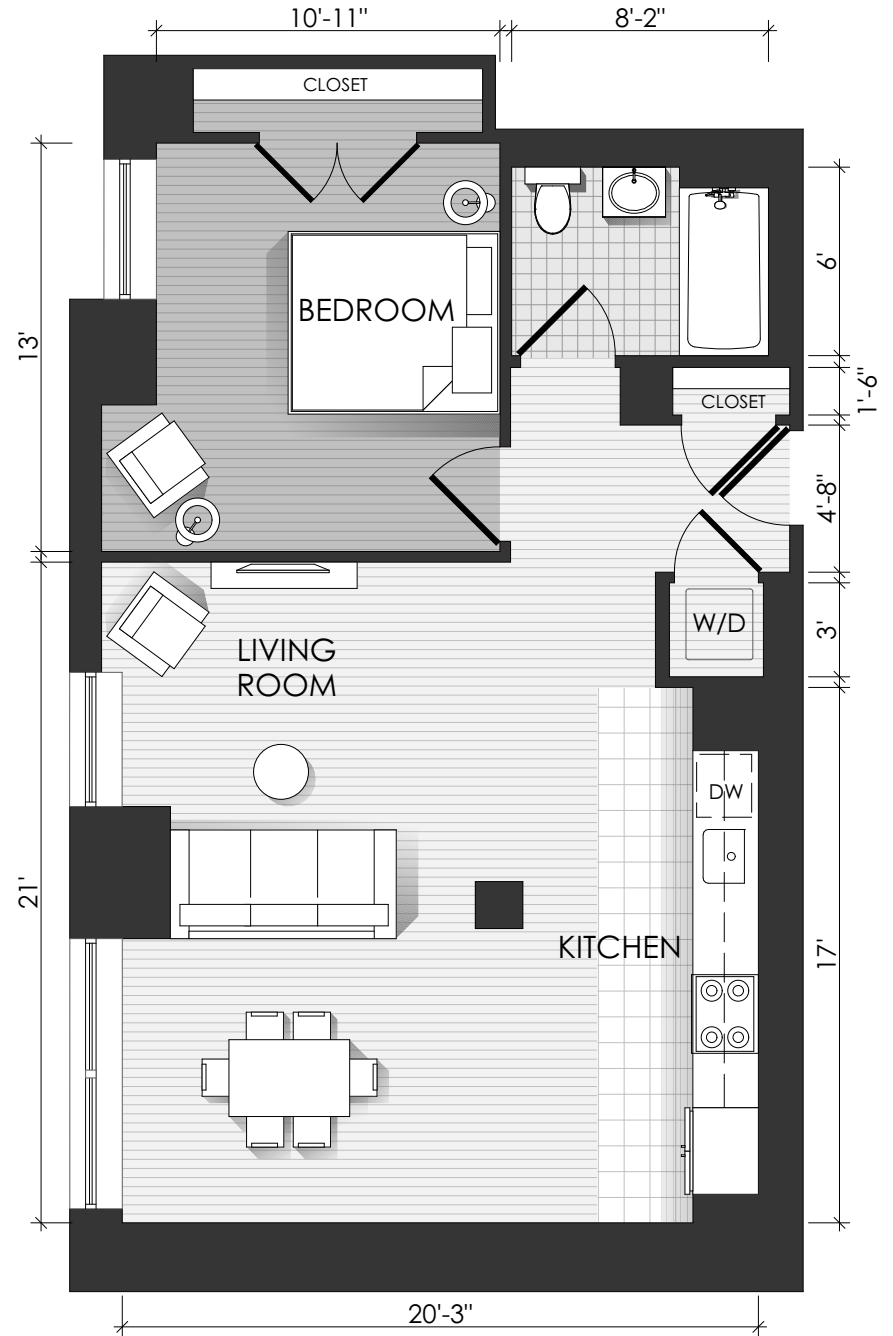 10'-11"
8'-2"
CLOSET
BEDROOM
13'
6'
1'-6"
CLOSET
4'-8"
W/D
3'
LIVING
ROOM
DW
21'
KITCHEN
17'
20'-3"